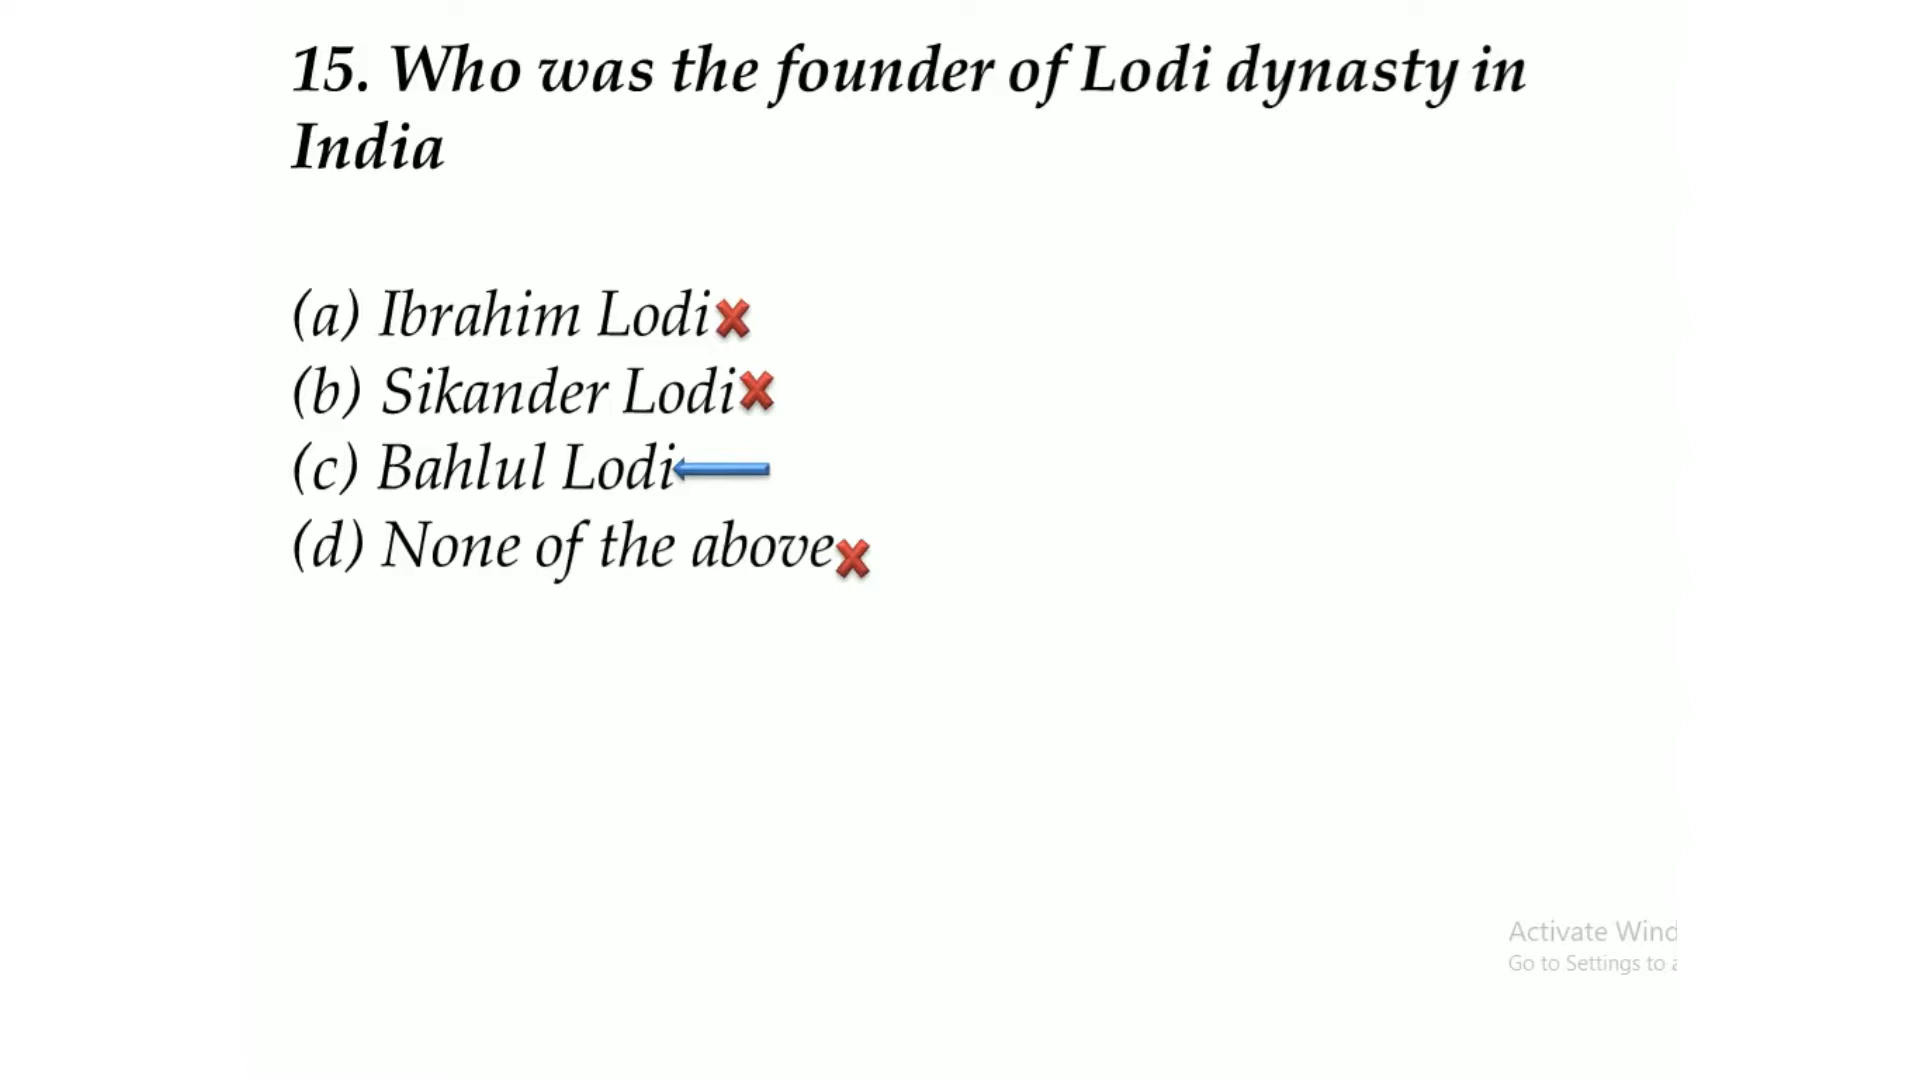 15. Who was the founder of Lodi dynasty in
India
(a) Ibrahim Lodi
(b) Sikander Lodi
(c) Bahlul Lodi
(d) None of the above
Activate Wind
Go to Settings to a